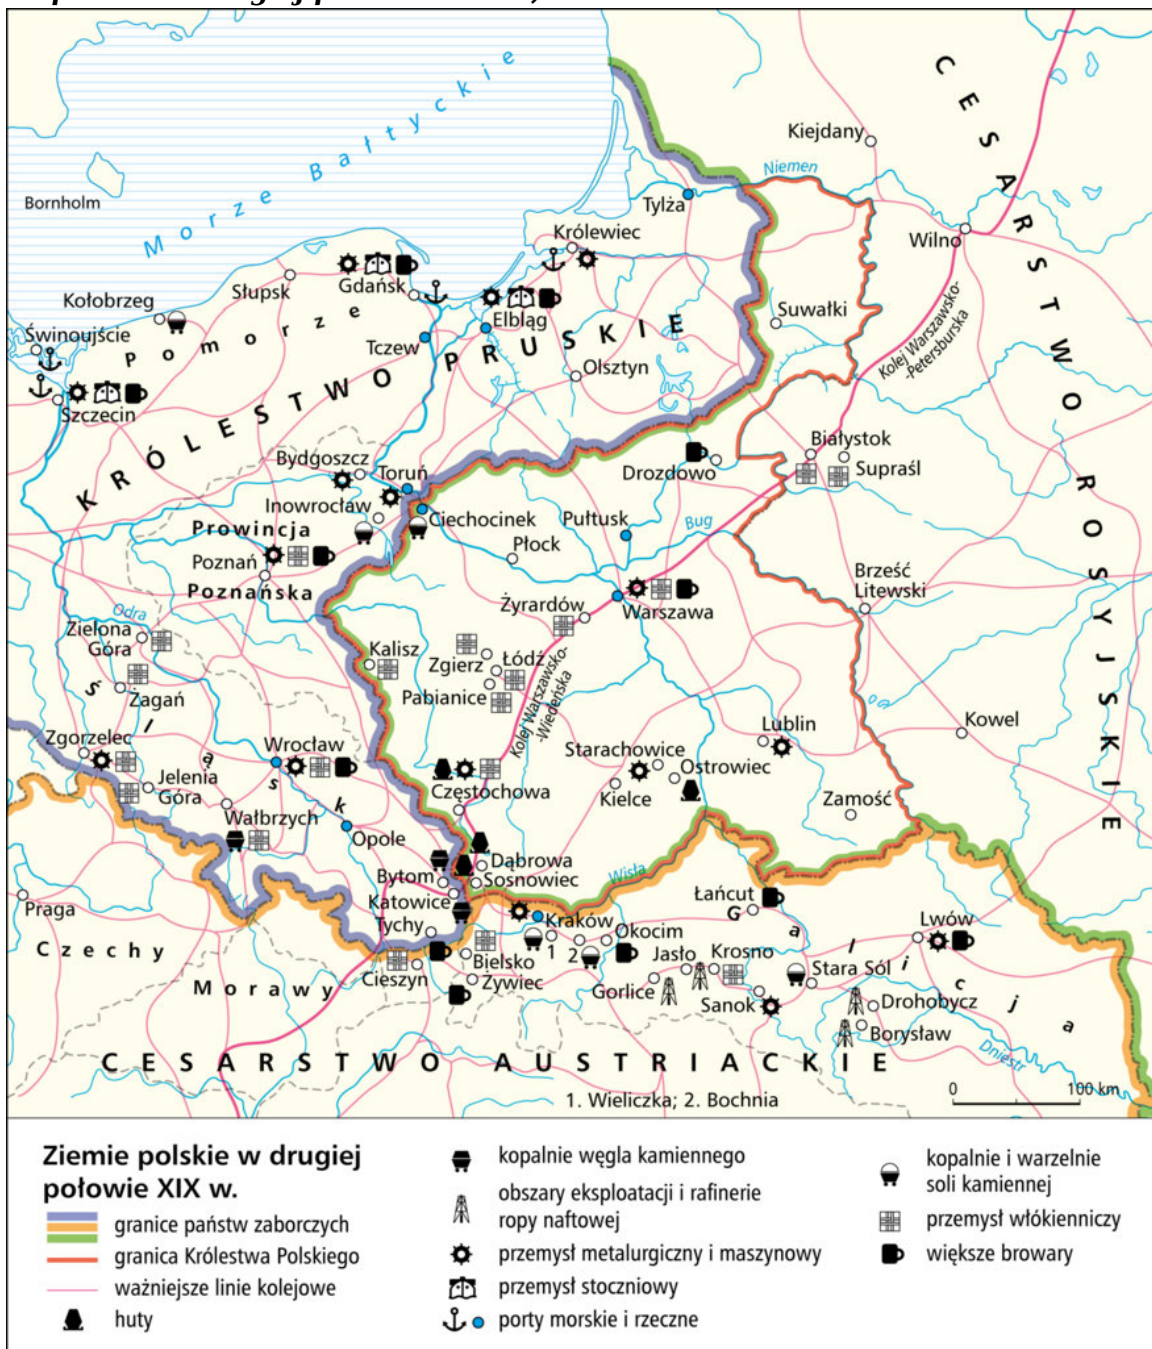 Morze Bałtyckie
CESARSTWO ROSYJSKIE
Kiejdany
Niemen
Bornholm
Tylża
Królewiec
Wilno
Kołobrzeg
Słupsk
Gdańsk
Elbląg
Suwałki
Kolej Warszawsko-
-Petersburska
Świnoujście
Pomorze
Tczew
KRÓLESTWO PRUSKIE
Olsztyn
Szczecin
Białystok
Supraśl
Bydgoszcz
Toruń
Drozdowo
Inowrocław
Ciechocinek
Pułtusk
Bug
Prowincja
Poznańska
Płock
Poznań
Brześć
Litewski
Odra
Żyrardów
Warszawa
Zielona
Góra
Kalisz
Zgierz
Łódź
Kolej Warszawsko-
-Wiedeńska
Pabianice
Żagań
Śląsk
Lublin
Kowel
Zgorzelec
Wrocław
Starachowice
Ostrowiec
Jelenia
Góra
Częstochowa
Kielce
Zamość
Wałbrzych
Opole
Dąbrowa
Bytom
Sosnowiec
Wisła
Katowice
Łańcut
Praga
Tychy
Kraków
Okocim
Galicja
Lwów
Czechy
1
2
Jasło
Krosno
Bielsko
Stara Sól
Cieszyn
Żywiec
Gorlice
Morawy
Sanok
Drohobycz
Borysław
CESARSTWO AUSTRIACKIE
Dniestr
0 100 km
1. Wieliczka; 2. Bochnia
Ziemie polskie w drugiej
połowie XIX w.
granice państw zaborczych
granica Królestwa Polskiego
ważniejsze linie kolejowe
huty
kopalnie węgla kamiennego
obszary eksploatacji i rafinerie
ropy naftowej
przemysł metalurgiczny i maszynowy
przemysł stoczniowy
porty morskie i rzeczne
kopalnie i warzelnie
soli kamiennej
przemysł włókienniczy
większe browary